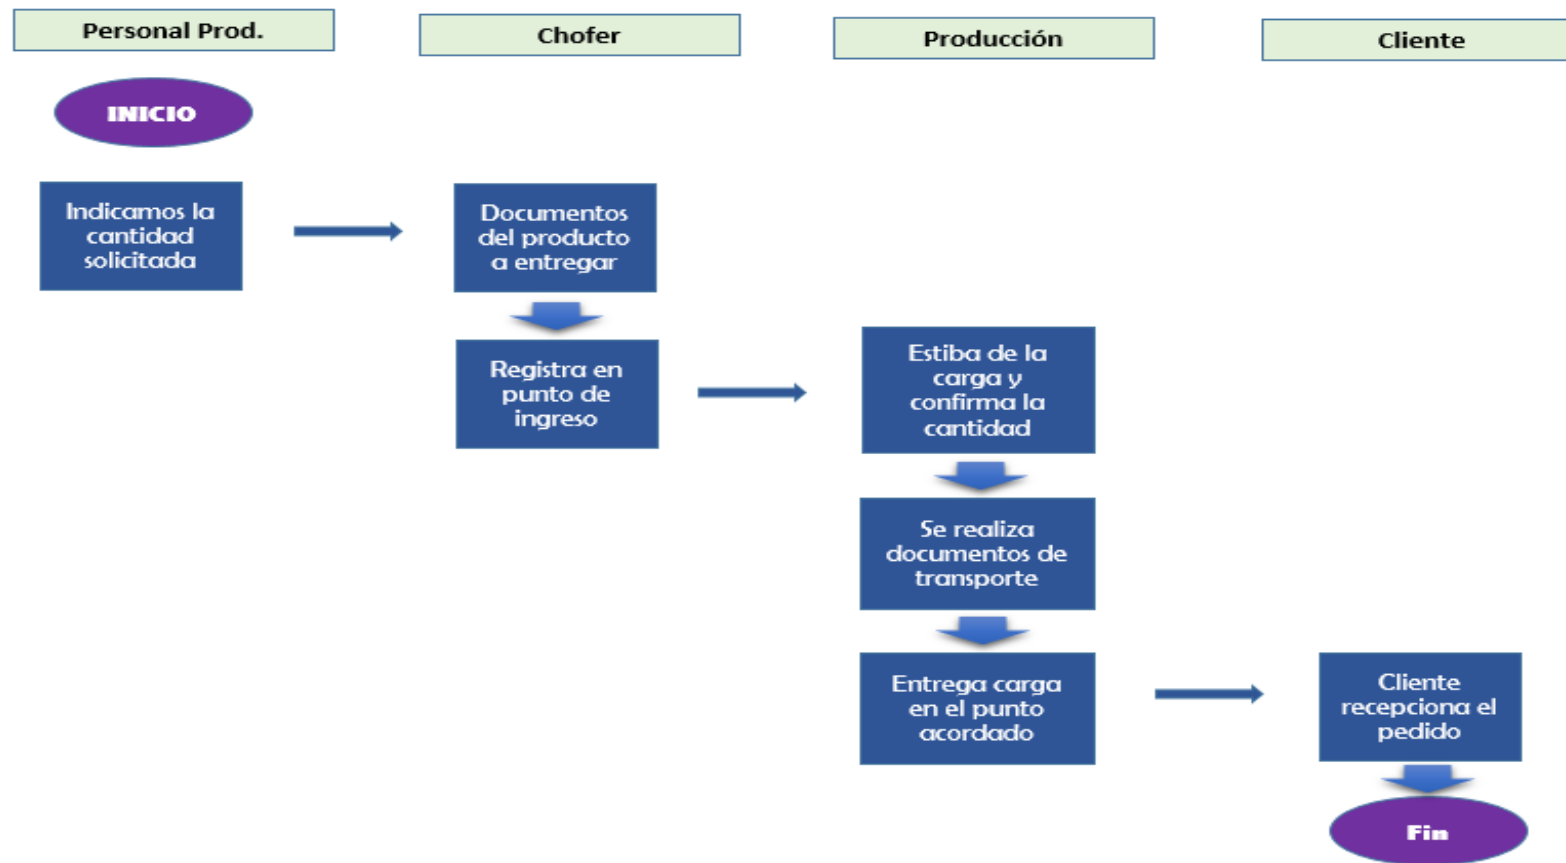 Personal Prod.
Chofer
Producción
Cliente
INICIO
Indicamos la
cantidad
solicitada
Documentos
del producto
a entregar
Registra en
punto de
ingreso
Estiba de la
carga y
confirma la
cantidad
Se realiza
documentos de
transporte
Entrega carga
en el punto
acordado
Cliente
recepciona el
pedido
Fin